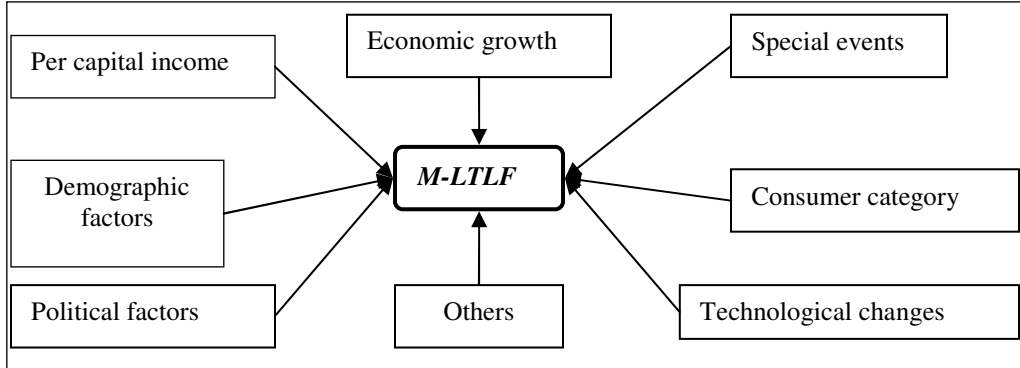 Per capital income
Economic growth
Special events
Demographic
factors
M-LTLF
Consumer category
Political factors
Others
Technological changes